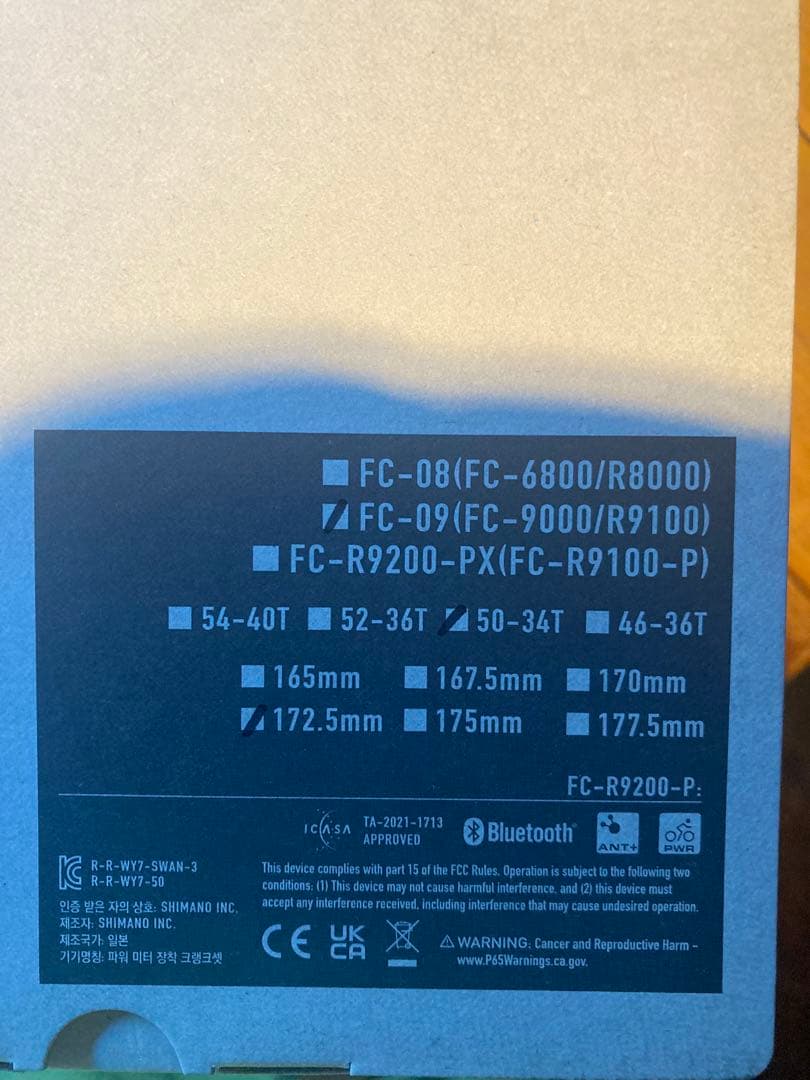 FC-08(FC-6800/R8000)
FC-09(FC-9000/R9100)
FC-R9200-PX(FC-R9100-P)
54-40T 52-36T 50-34T 46-36T
165mm 167.5mm 170mm
172.5mm 175mm 177.5mm
FC-R9200-P:
ICASA TA-2021-1713
APPROVED
Bluetooth®
ANT+
PWR
R-R-WY7-SWAN-3
R-R-WY7-50
인증 받은 자의 상호: SHIMANO INC.
제조자: SHIMANO INC.
제조국가: 일본
기기명칭: 파워 미터 장착 크랭크셋
This device complies with part 15 of the FCC Rules. Operation is subject to the following two
conditions: (1) This device may not cause harmful interference, and (2) this device must
accept any interference received, including interference that may cause undesired operation.
CE UK
CA
⚠WARNING: Cancer and Reproductive Harm –
www.P65Warnings.ca.gov.